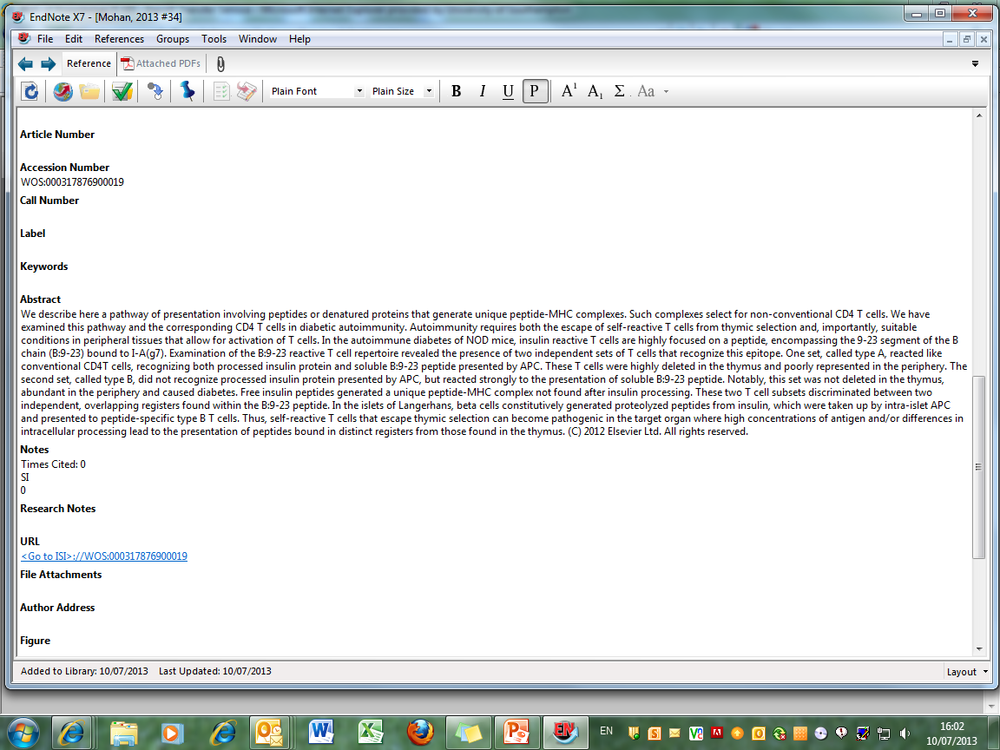 EndNote X7 - [Mohan, 2013 #34]
File Edit References Groups Tools Window Help
Reference Attached PDFs
Plain Font Plain Size B I U P A1 A1 Σ Aa
Article Number
Accession Number
WOS:000317876900019
Call Number
Label
Keywords
Abstract
We describe here a pathway of presentation involving peptides or denatured proteins that generate unique peptide-MHC complexes. Such complexes select for non-conventional CD4 T cells. We have
examined this pathway and the corresponding CD4 T cells in diabetic autoimmunity. Autoimmunity requires both the escape of self-reactive T cells from thymic selection and, importantly, suitable
conditions in peripheral tissues that allow for activation of T cells. In the autoimmune diabetes of NOD mice, insulin reactive T cells are highly focused on a peptide, encompassing the 9-23 segment of the B
chain (B:9-23) bound to I-A(g7). Examination of the B:9-23 reactive T cell repertoire revealed the presence of two independent sets of T cells that recognize this epitope. One set, called type A, reacted like
conventional CD4T cells, recognizing both processed insulin protein and soluble B:9-23 peptide presented by APC. These T cells were highly deleted in the thymus and poorly represented in the periphery. The
second set, called type B, did not recognize processed insulin protein presented by APC, but reacted strongly to the presentation of soluble B:9-23 peptide. Notably, this set was not deleted in the thymus,
abundant in the periphery and caused diabetes. Free insulin peptides generated a unique peptide-MHC complex not found after insulin processing. These two T cell subsets discriminated between two
independent, overlapping registers found within the B:9-23 peptide. In the islets of Langerhans, beta cells constitutively generated proteolyzed peptides from insulin, which were taken up by intra-islet APC
and presented to peptide-specific type B T cells. Thus, self-reactive T cells that escape thymic selection can become pathogenic in the target organ where high concentrations of antigen and/or differences in
intracellular processing lead to the presentation of peptides bound in distinct registers from those found in the thymus. (C) 2012 Elsevier Ltd. All rights reserved.
Notes
Times Cited: 0
SI
0
Research Notes
URL
<Go to ISI>://WOS:000317876900019
File Attachments
Author Address
Figure
Added to Library: 10/07/2013 Last Updated: 10/07/2013 Layout
EN 16:02
10/07/2013